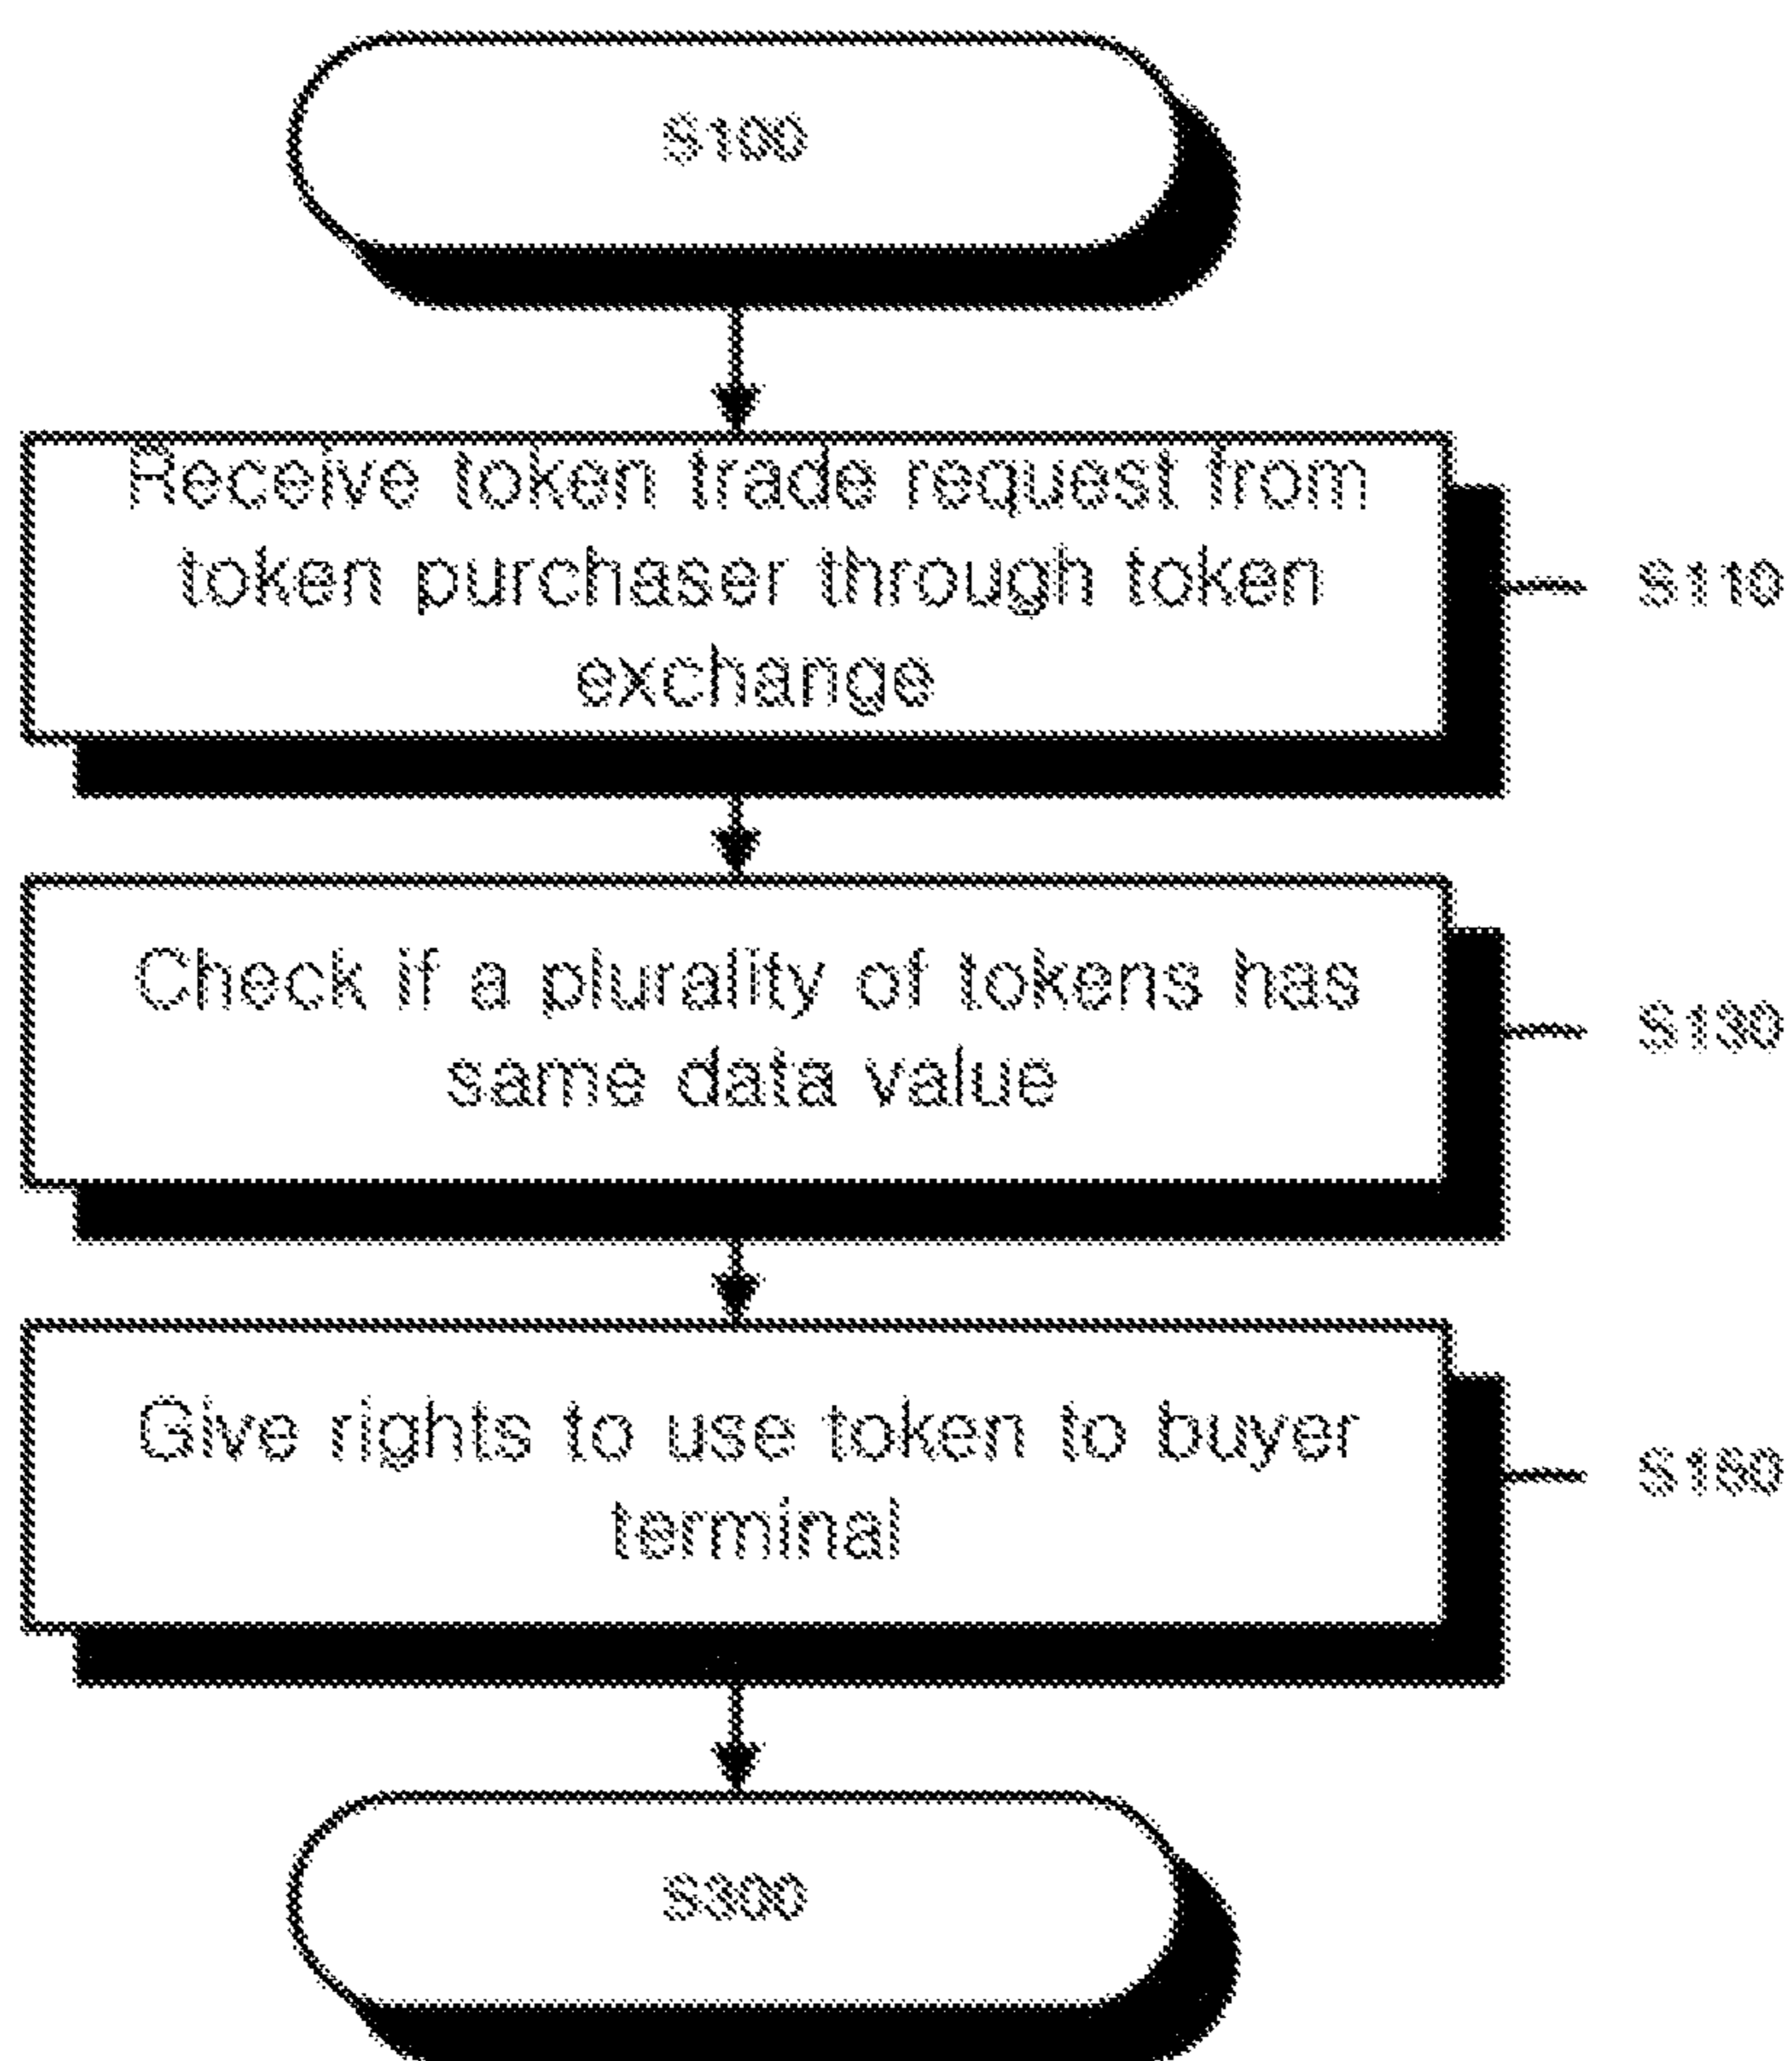 S100
Receive token trade request from
token purchaser through token
exchange
S110
Check if a plurality of tokens has
same data value
S130
Give rights to use token to buyer
terminal
S300